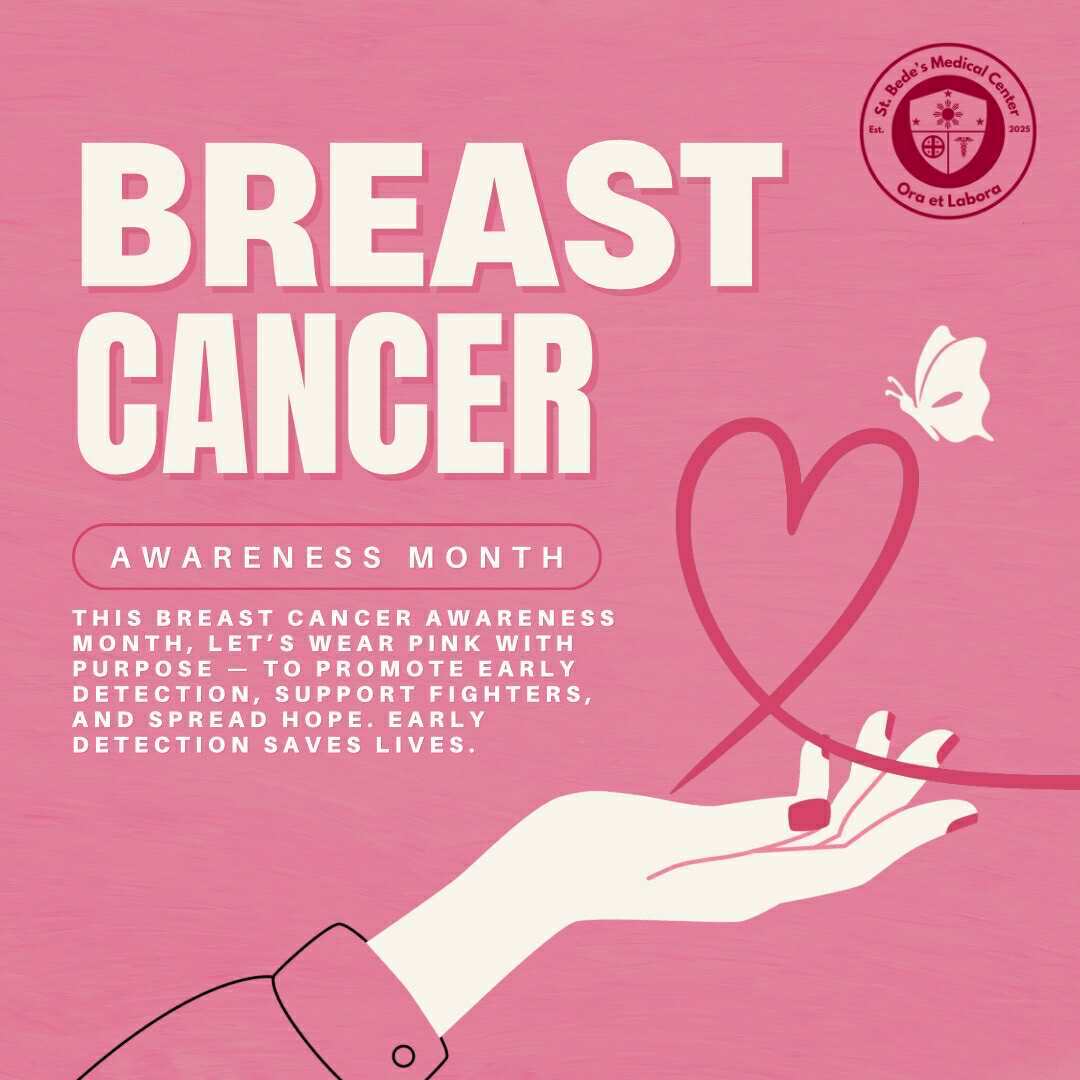 St. Bede's Medical Center
Est. 2025
Ora et Labora
BREAST
CANCER
AWARENESS MONTH
THIS BREAST CANCER AWARENESS
MONTH, LET'S WEAR PINK WITH
PURPOSE — TO PROMOTE EARLY
DETECTION, SUPPORT FIGHTERS,
AND SPREAD HOPE. EARLY
DETECTION SAVES LIVES.